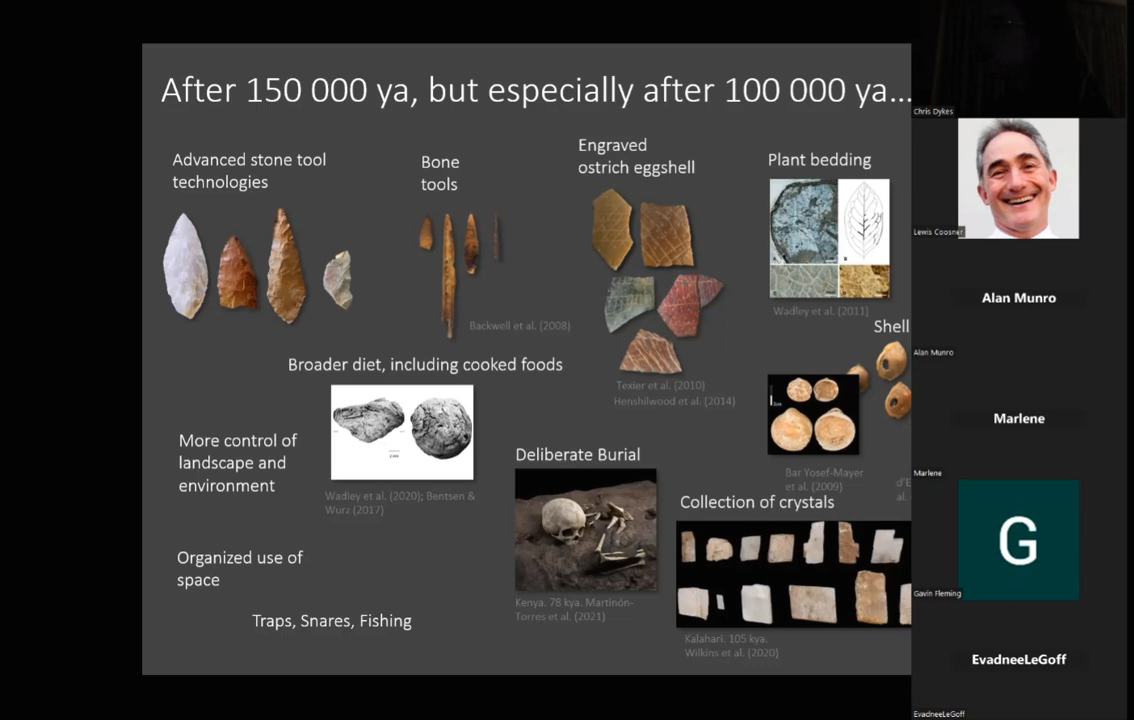 After 150 000 ya, but especially after 100 000 ya...
Advanced stone tool
technologies
Bone
tools
Backwell et al. (2008)
Engraved
ostrich eggshell
Texier et al. (2010)
Henshilwood et al. (2014)
Plant bedding
Wadley et al. (2011)
Shell
Broader diet, including cooked foods
Wadley et al. (2020); Bentsen &
Wurz (2017)
More control of
landscape and
environment
Deliberate Burial
Kenya. 78 kya. Martinón-
Torres et al. (2021)
Bar Yosef-Mayer
et al. (2009)
al.
Collection of crystals
Kalahari. 105 kya.
Wilkins et al. (2020)
Organized use of
space
Traps, Snares, Fishing
Chris Dykes
Lewis Coosner
Alan Munro
Alan Munro
Marlene
Marlene
G
Gavin Fleming
EvadneeLeGoff
EvadneeLeGoff